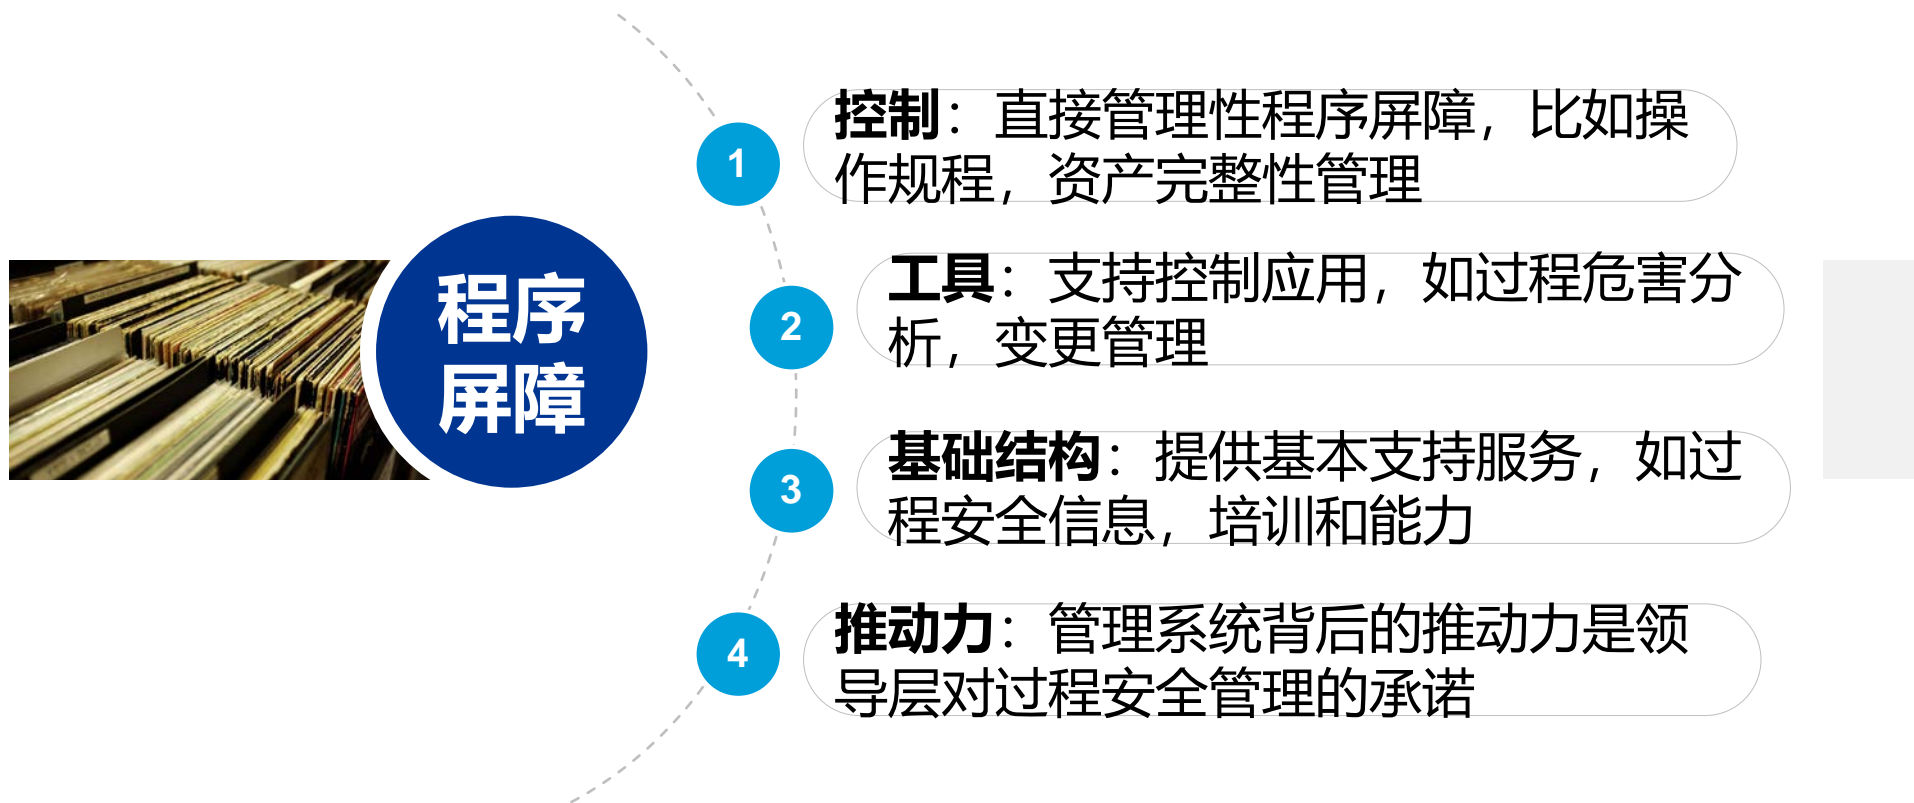 程序
屏障
1
控制：直接管理性程序屏障，比如操
作规程，资产完整性管理
2
工具：支持控制应用，如过程危害分
析，变更管理
3
基础结构：提供基本支持服务，如过
程安全信息，培训和能力
4
推动力：管理系统背后的推动力是领
导层对过程安全管理的承诺